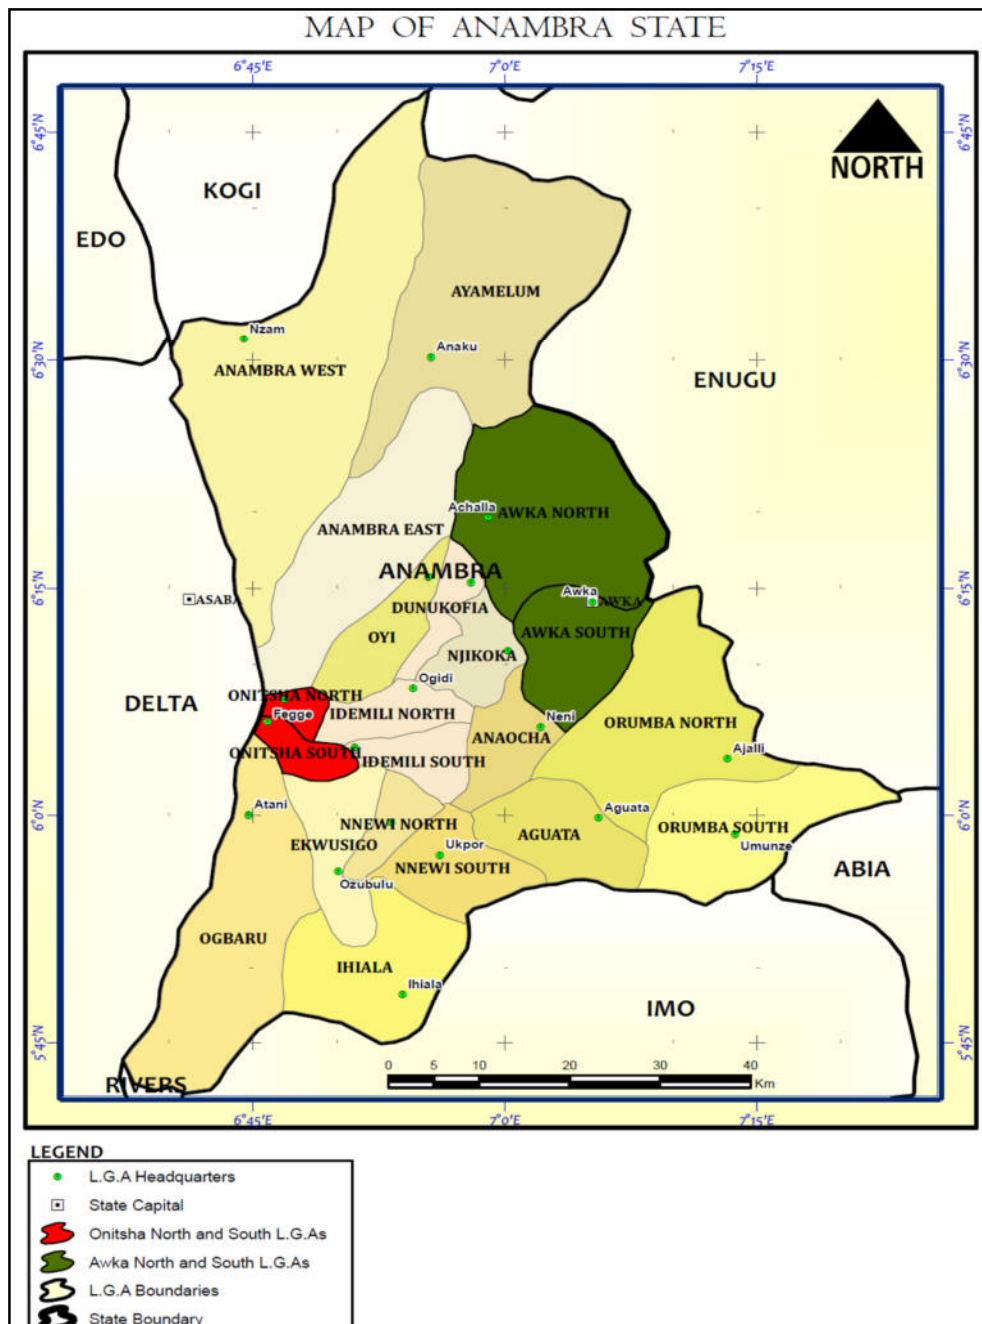 MAP OF ANAMBRA STATE
6°45'E 7°0'E 7°15'E
6°45'N 6°45'N
NORTH
KOGI
EDO
AYAMELUM
Nzam
Anaku
6°30'N 6°30'N
ANAMBRA WEST
ENUGU
Achalla
AWKA NORTH
ANAMBRA EAST
ANAMBRA
6°15'N 6°15'N
Awka
ASABA
AWKA
DUNUKOFIA
OYI
AWKA SOUTH
NJIKOKA
Ogidi
ONITSHA NORTH
DELTA
Fegge
IDEMILI NORTH
Neni
ORUMBA NORTH
ANAOCHA
ONITSHA SOUTH
IDEMILI SOUTH
Ajalli
Atani
Aguata
6°0'N 6°0'N
NNEWI NORTH
ORUMBA SOUTH
AGUATA
EKWUSIGO
Ukpor
Umunze
NNEWI SOUTH
ABIA
Ozubulu
OGBARU
IHIALA
Ihiala
IMO
5°45'N 5°45'N
RIVERS
0 5 10 20 30 40
Km
6°45'E 7°0'E 7°15'E
LEGEND
L.G.A Headquarters
State Capital
Onitsha North and South L.G.As
Awka North and South L.G.As
L.G.A Boundaries
State Boundary